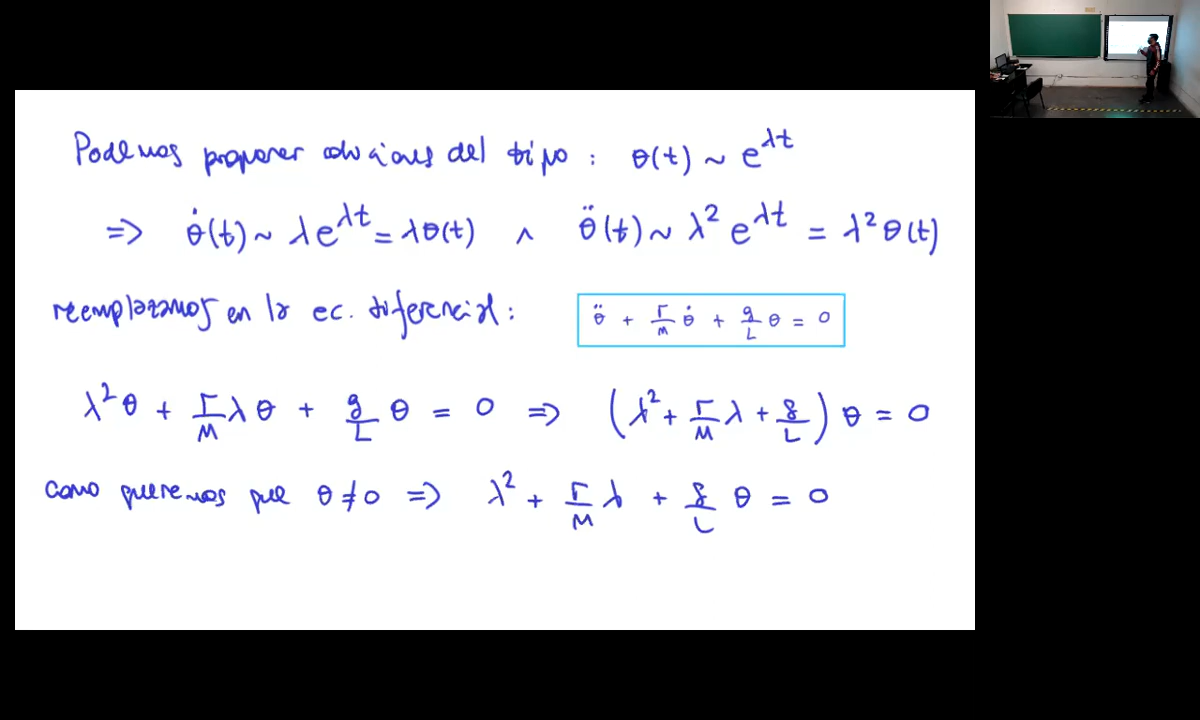 Podemos proponer soluciones del tipo : θ(t) ~ e^{λt}
=> θ̇(t) ~ λe^{λt} = λθ(t) ∧ θ̈(t) ~ λ² e^{λt} = λ²θ(t)
reemplazamos en la ec. diferencial :
θ̈ + r/M θ̇ + g/L θ = 0
λ²θ + r/M λθ + g/L θ = 0 => (λ² + r/M λ + g/L) θ = 0
como queremos que θ ≠ 0 => λ² + r/M λ + g/L θ = 0